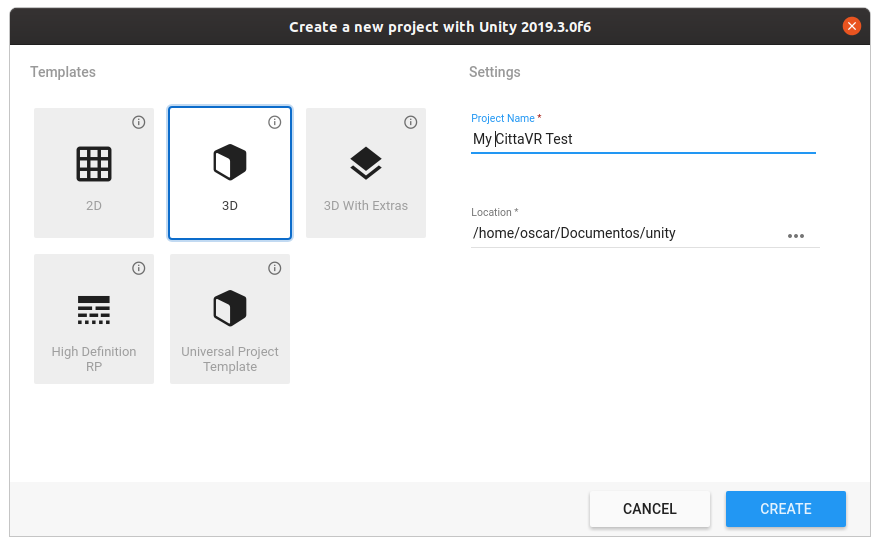 Create a new project with Unity 2019.3.0f6
Templates
Settings
2D
3D
3D With Extras
High Definition
RP
Universal Project
Template
Project Name *
My CittaVR Test
Location *
/home/oscar/Documentos/unity
CANCEL
CREATE